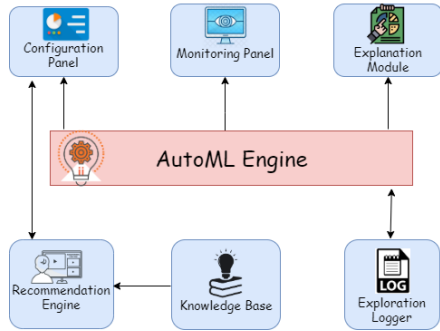 Configuration
Panel
Monitoring Panel
Explanation
Module
AutoML Engine
Recommendation
Engine
Knowledge Base
LOG
Exploration
Logger